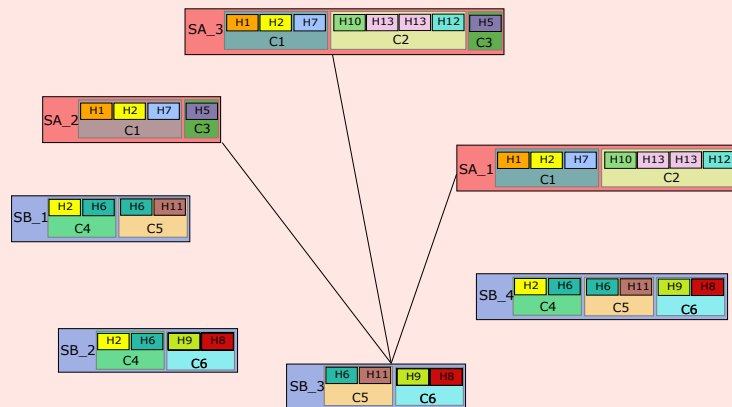 SA_3 H1 H2 H7 H10 H13 H13 H12 H5
C1 C2 C3
SA_2 H1 H2 H7 H5
C1 C3
SA_1 H1 H2 H7 H10 H13 H13 H12
C1 C2
SB_1 H2 H6 H6 H11
C4 C5
SB_4 H2 H6 H6 H11 H9 H8
C4 C5 C6
SB_2 H2 H6 H9 H8
C4 C6
SB_3 H6 H11 H9 H8
C5 C6